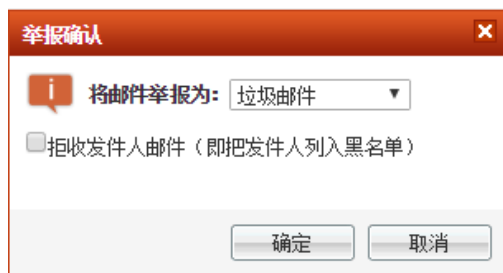 举报确认
将邮件举报为: 垃圾邮件
拒收发件人邮件（即把发件人列入黑名单）
确定 取消